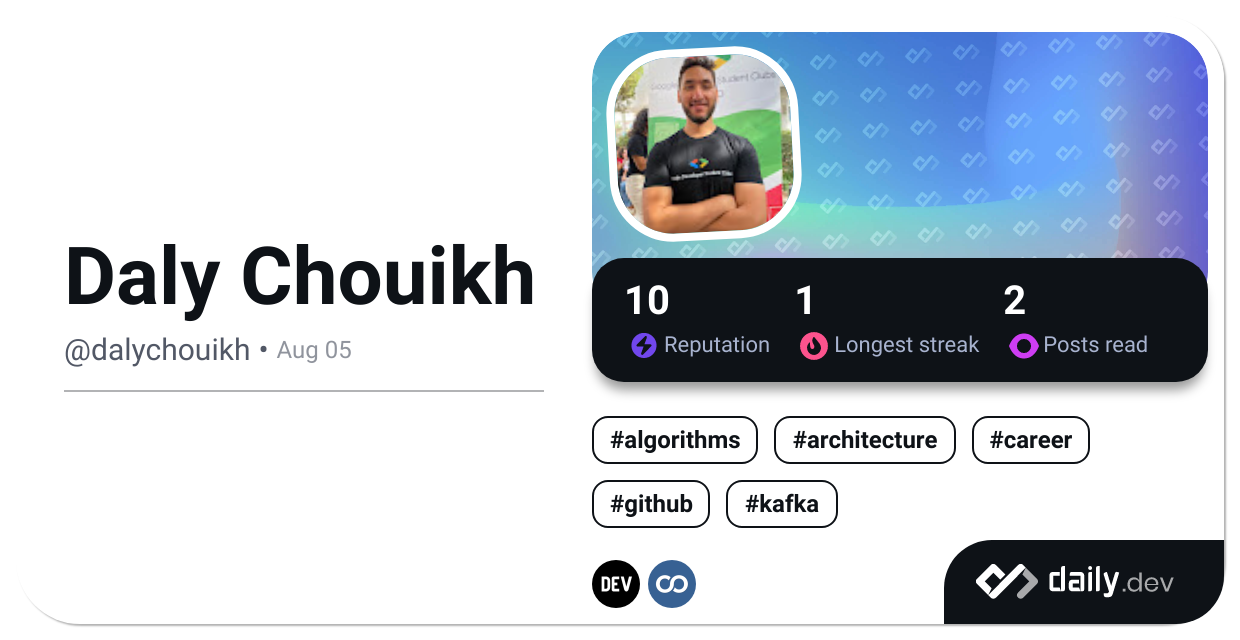 Daly Chouikh
@dalychouikh • Aug 05
10
Reputation
1
Longest streak
2
Posts read
#algorithms
#architecture
#career
#github
#kafka
DEV
daily.dev